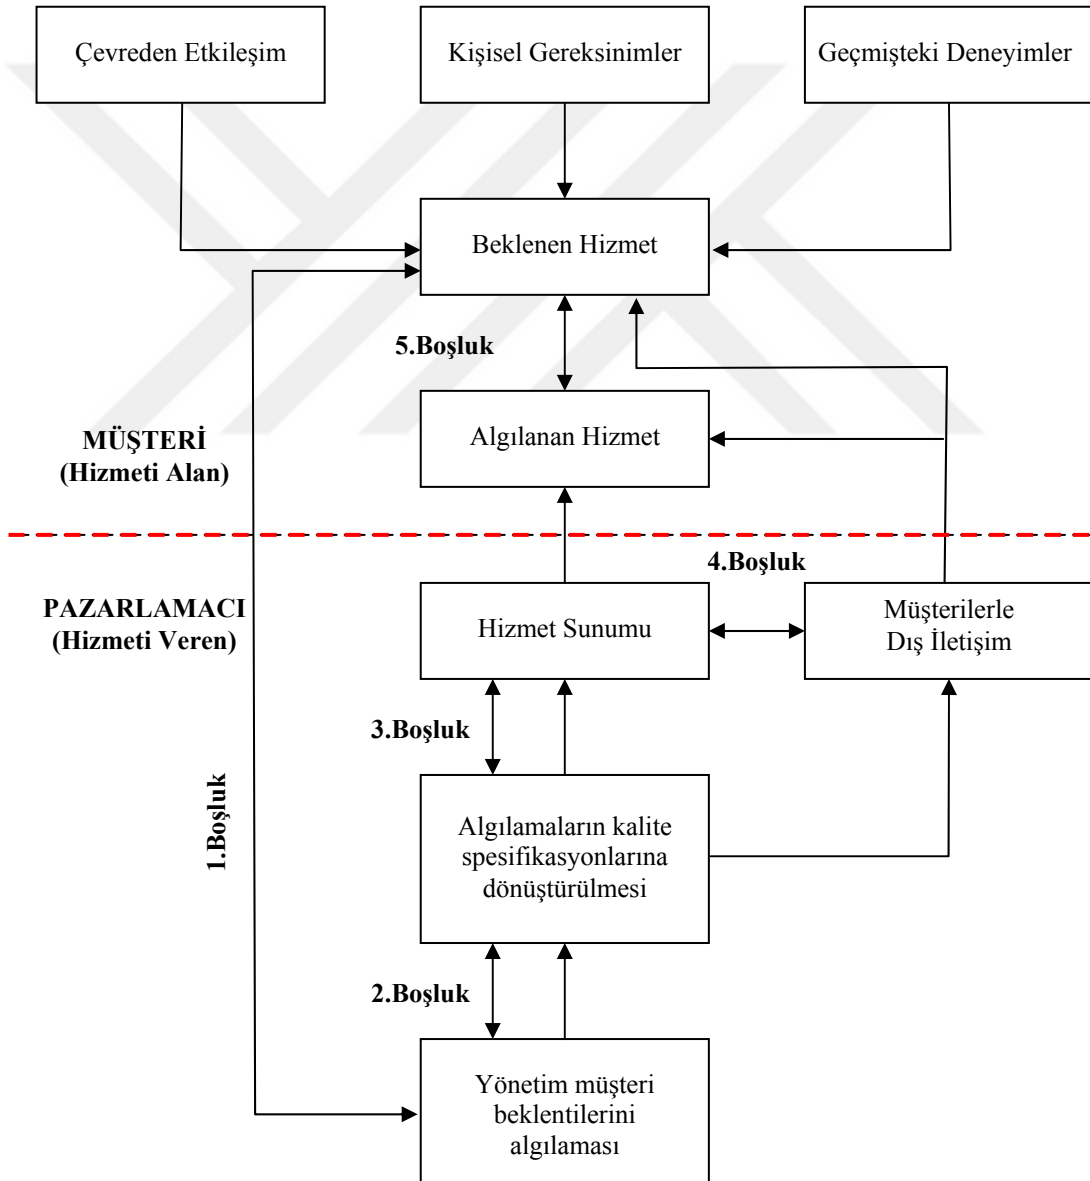 Çevreden Etkileşim
Kişisel Gereksinimler
Geçmişteki Deneyimler
Beklenen Hizmet
5.Boşluk
Algılanan Hizmet
MÜŞTERİ
(Hizmeti Alan)
4.Boşluk
PAZARLAMACI
(Hizmeti Veren)
Hizmet Sunumu
Müşterilerle
Dış İletişim
3.Boşluk
1.Boşluk
Algılamaların kalite
spesifikasyonlarına
dönüştürülmesi
2.Boşluk
Yönetim müşteri
beklentilerini
algılaması